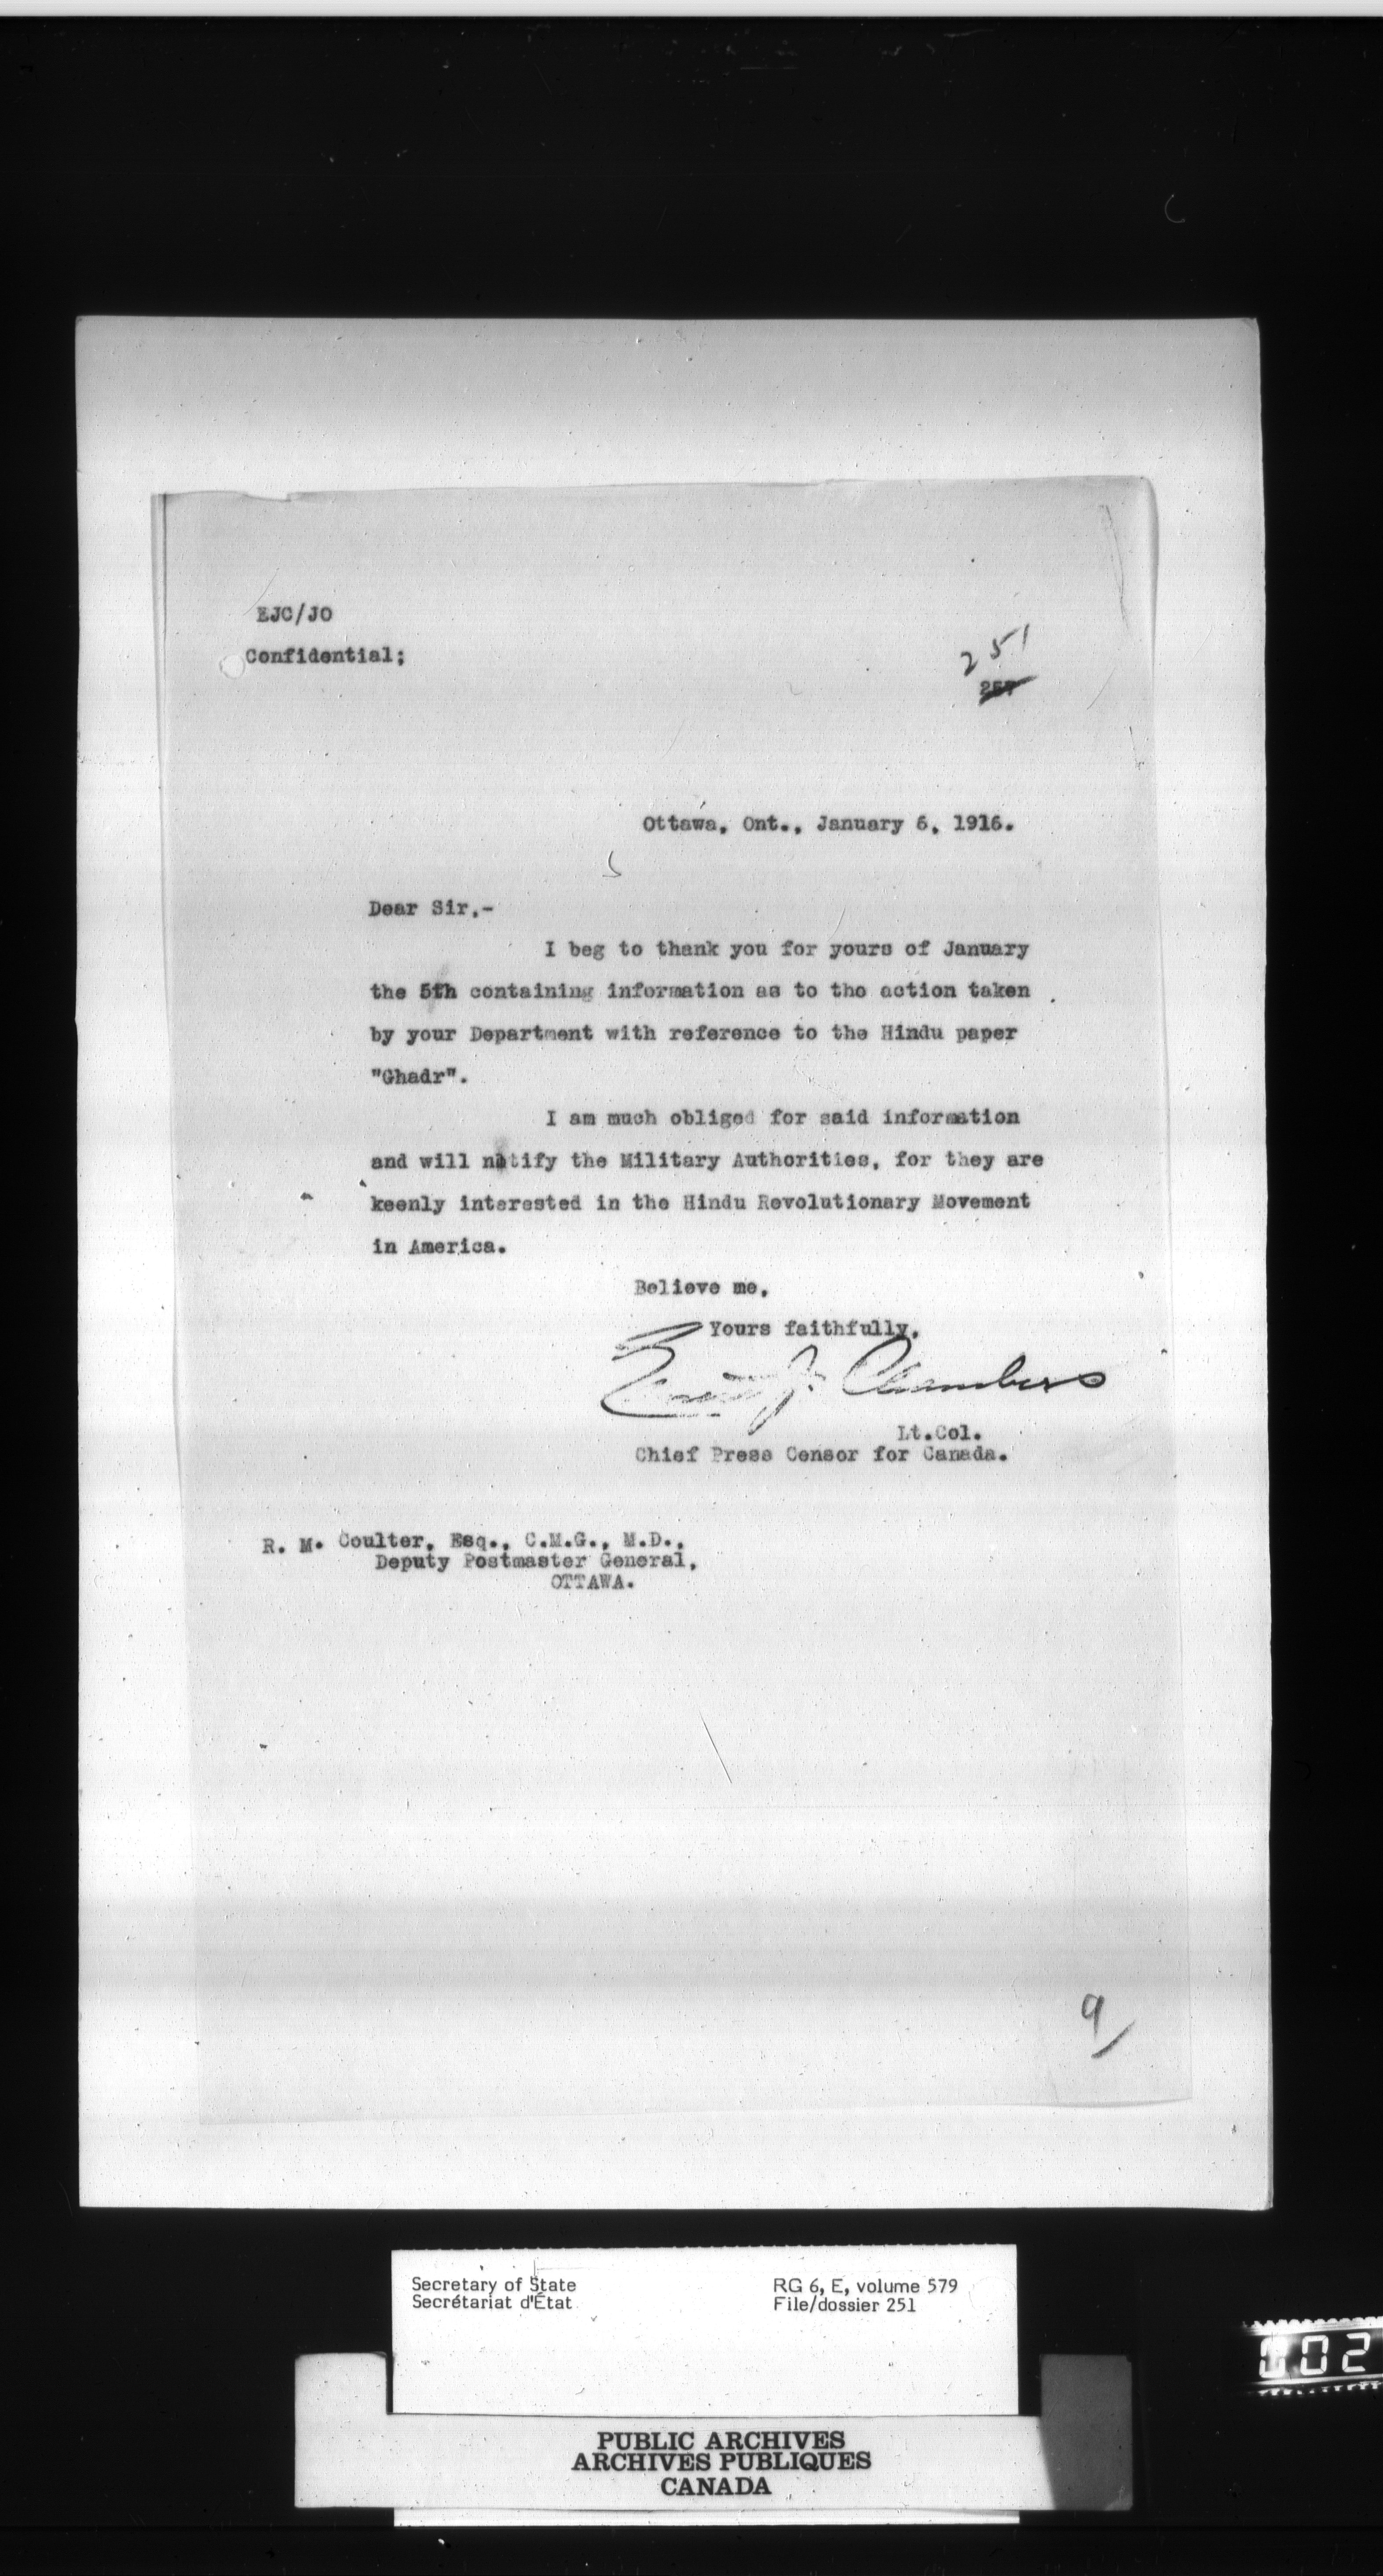 EJC/JO
Confidential;
251
257
Ottawa, Ont., January 6, 1916.
Dear Sir,-
I beg to thank you for yours of January
the 5th containing information as to the action taken
by your Department with reference to the Hindu paper
"Ghadr".
I am much obliged for said information
and will notify the Military Authorities, for they are
keenly interested in the Hindu Revolutionary Movement
in America.
Believe me,
Yours faithfully,
Ernest J. Chambers
Lt.Col.
Chief Press Censor for Canada.
R. M. Coulter, Esq., C.M.G., M.D.,
Deputy Postmaster General,
OTTAWA.
9
Secretary of State
Secrétariat d'État
RG 6, E, volume 579
File/dossier 251
002
PUBLIC ARCHIVES
ARCHIVES PUBLIQUES
CANADA